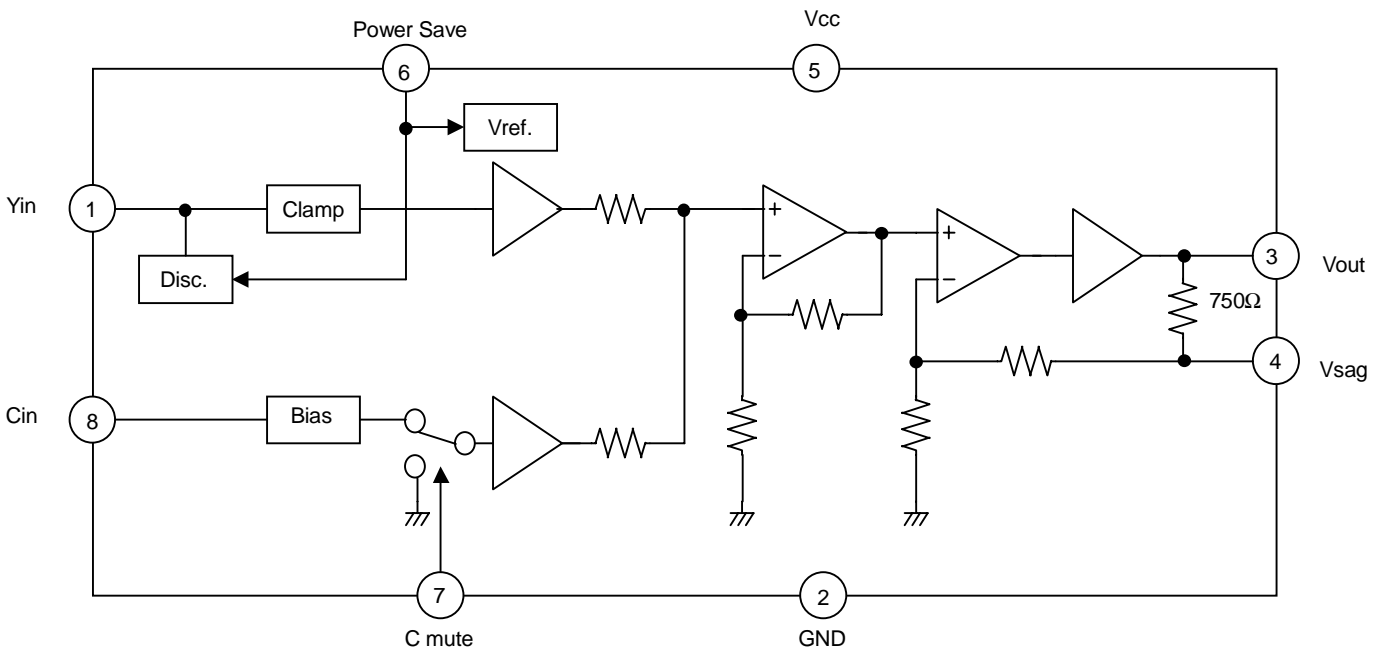 Power Save
Vcc
6
5
Vref.
Yin
1
Clamp
Disc.
+
−
+
−
3
Vout
750Ω
4
Vsag
Cin
8
Bias
7
2
C mute
GND